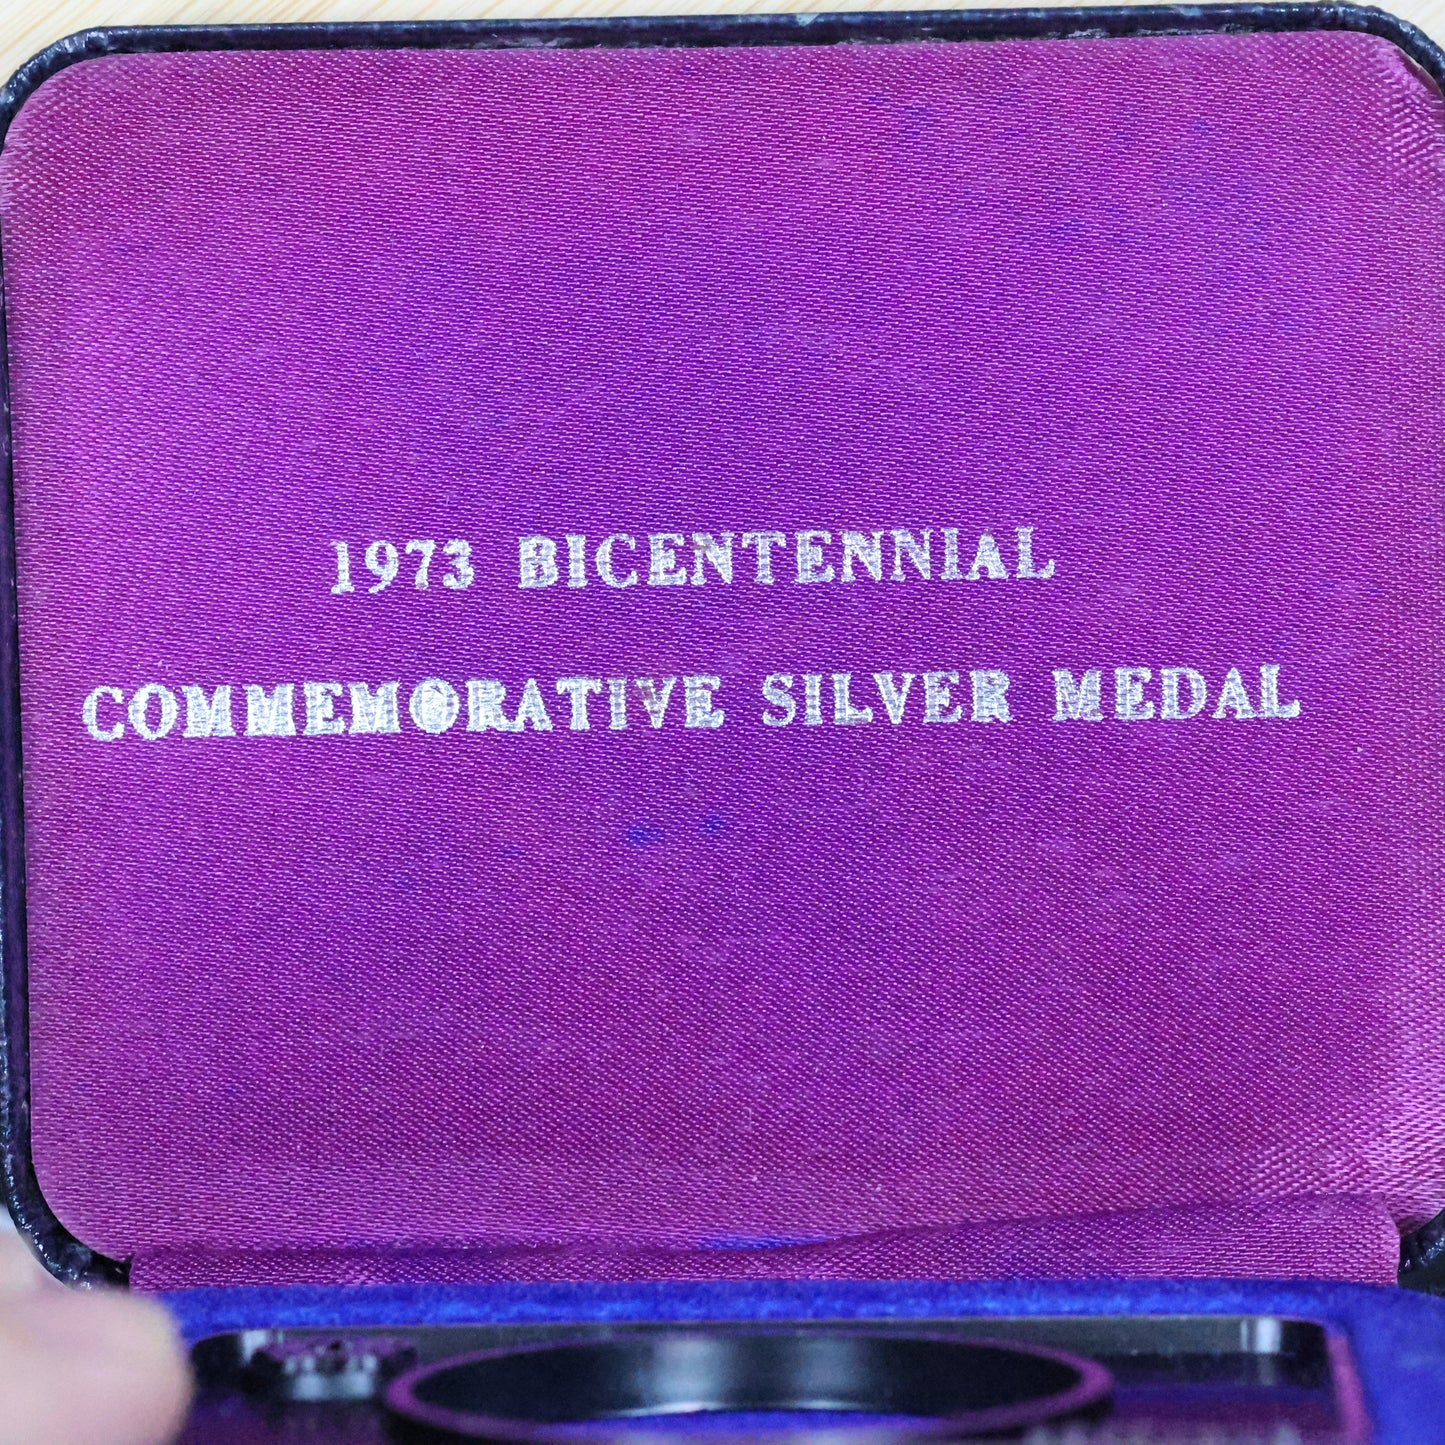 1973 BICENTENNIAL
COMMEMORATIVE SILVER MEDAL